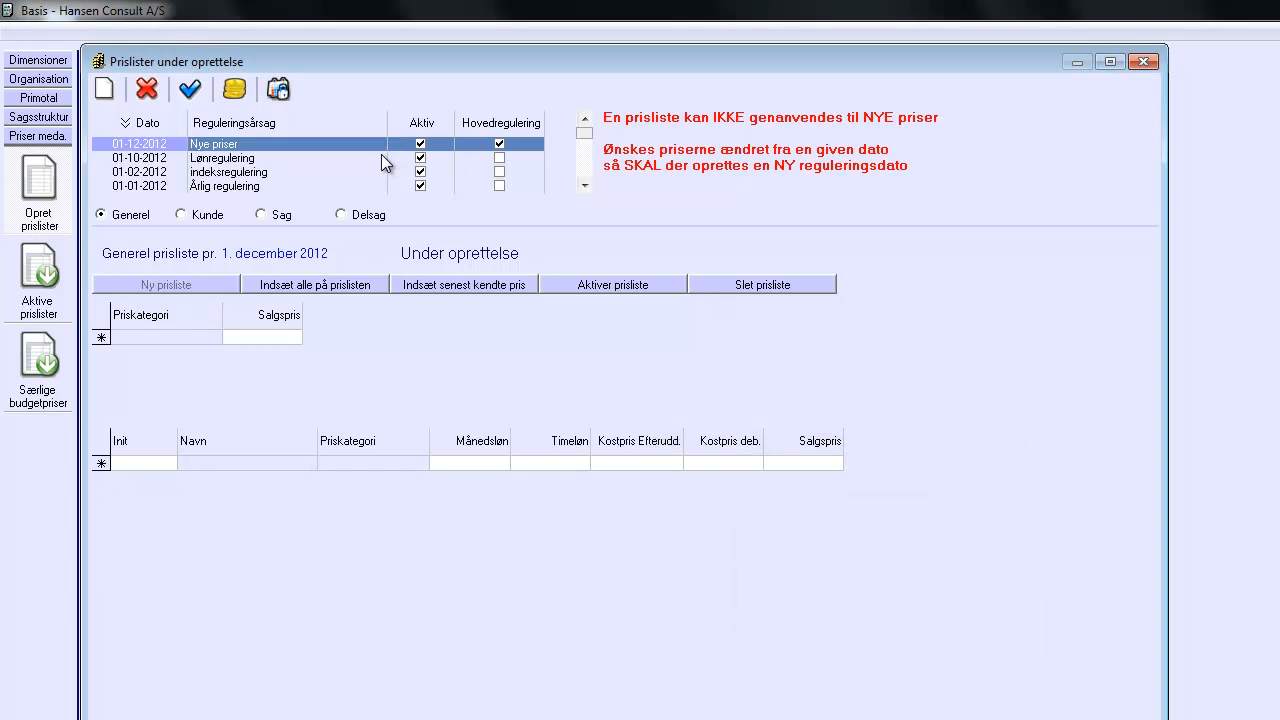 Basis - Hansen Consult A/S
Dimensioner
Organisation
Primotal
Sagsstruktur
Priser meda.
Opret
prislister
Aktive
prislister
Særlige
budgetpriser
Prislister under oprettelse
Dato Reguleringsårsag Aktiv Hovedregulering
01-12-2012 Nye priser
01-10-2012 Lønregulering
01-02-2012 indeksregulering
01-01-2012 Årlig regulering
En prisliste kan IKKE genanvendes til NYE priser
Ønskes priserne ændret fra en given dato
så SKAL der oprettes en NY reguleringsdato
Generel Kunde Sag Delsag
Generel prisliste pr. 1. december 2012 Under oprettelse
Ny prisliste Indsæt alle på prislisten Indsæt senest kendte pris Aktiver prisliste Slet prisliste
Priskategori Salgspris
Init Navn Priskategori Månedsløn Timeløn Kostpris Efterudd. Kostpris deb. Salgspris